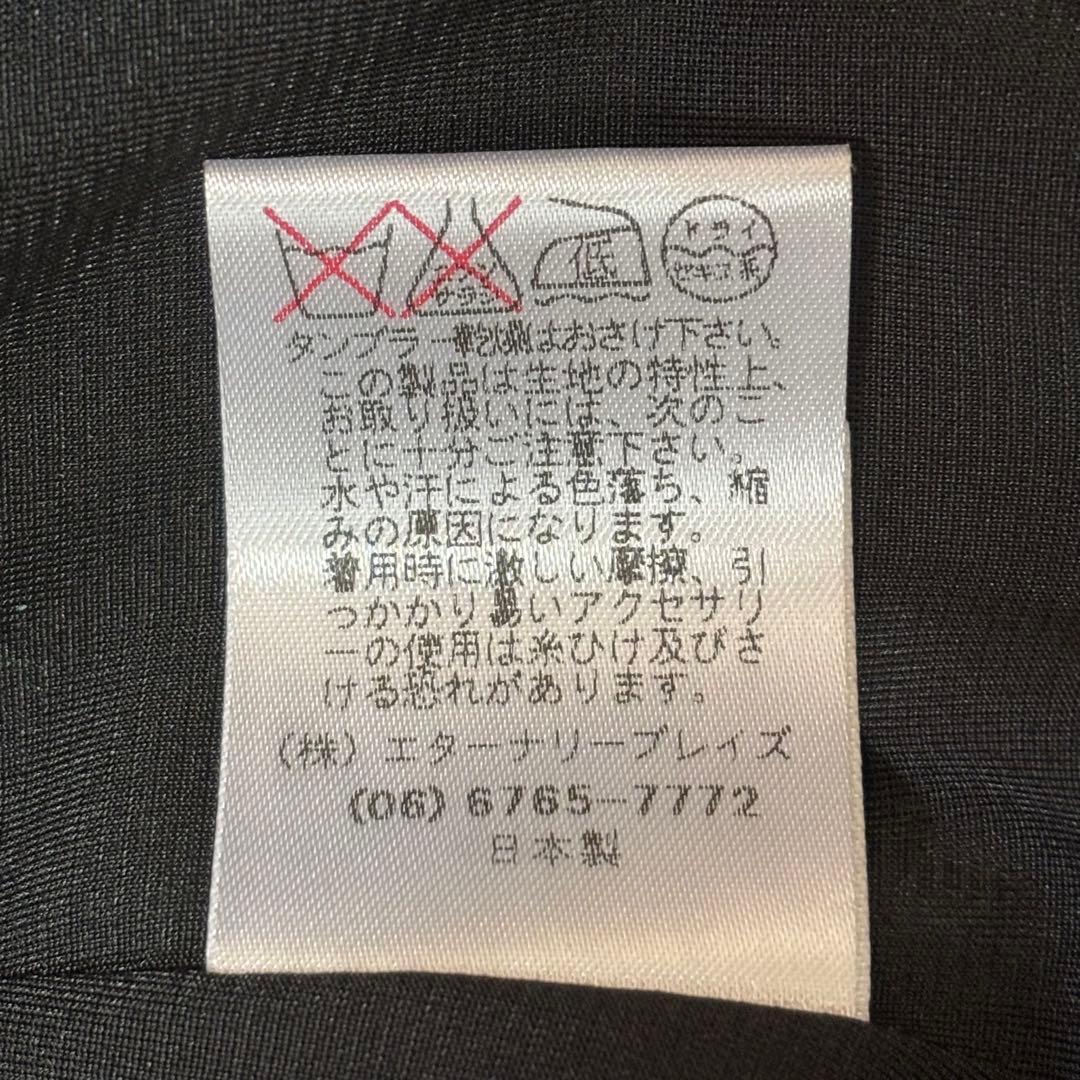 低
ドライ
セキユ系
タンブラー乾燥はおさけ下さい。
この製品は生地の特性上、
お取り扱いには、次のこ
とに十分ご注意下さい。
水や汗による色落ち、縮
みの原因になります。
着用時に激しい摩擦、引
っかかり易いアクセサリ
ーの使用は糸ひけ及びさ
ける恐れがあります。
(株)エターナリーブレイズ
(06) 6765-7772
日本製